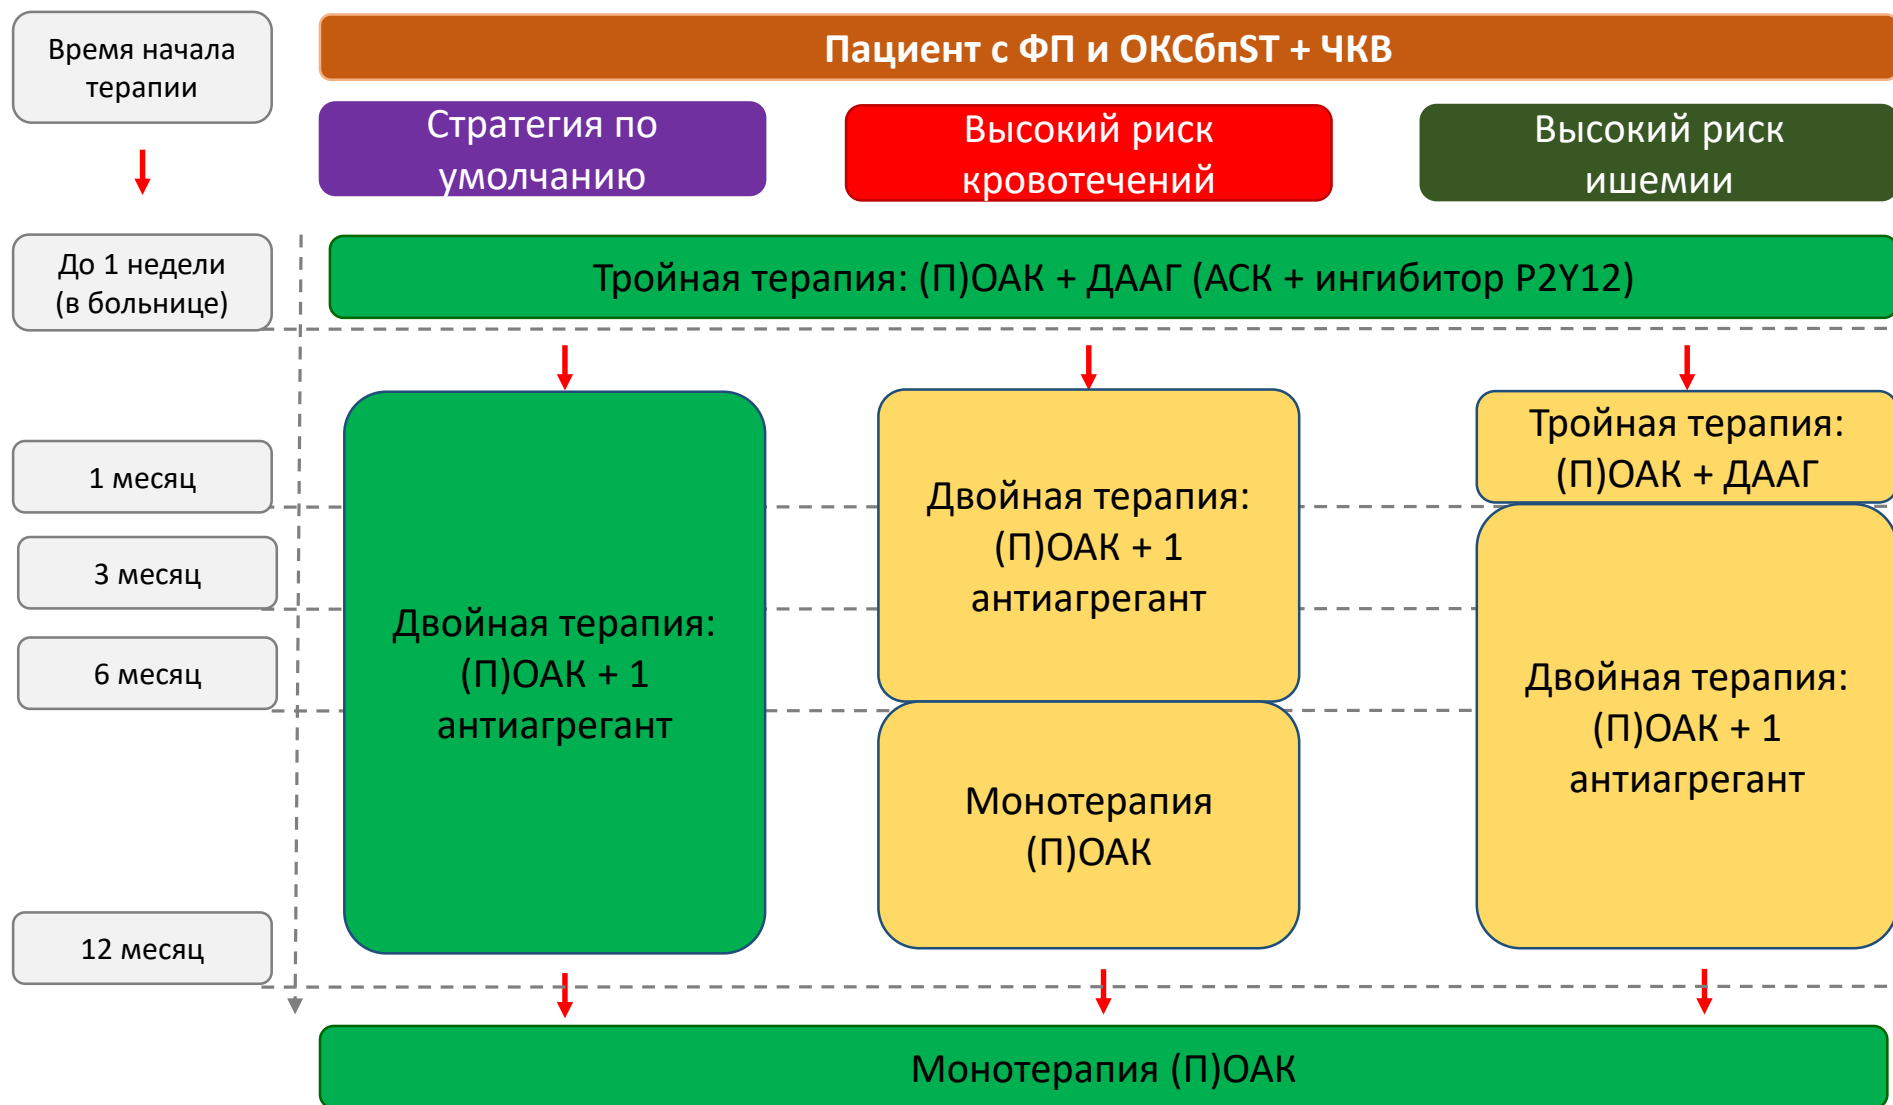 Время начала
терапии
Пациент с ФП и ОКСбпST + ЧКВ
Стратегия по
умолчанию
Высокий риск
кровотечений
Высокий риск
ишемии
До 1 недели
(в больнице)
Тройная терапия: (П)ОАК + ДААГ (АСК + ингибитор P2Y12)
1 месяц
3 месяц
6 месяц
12 месяц
Двойная терапия:
(П)ОАК + 1
антиагрегант
Двойная терапия:
(П)ОАК + 1
антиагрегант
Монотерапия
(П)ОАК
Тройная терапия:
(П)ОАК + ДААГ
Двойная терапия:
(П)ОАК + 1
антиагрегант
Монотерапия (П)ОАК